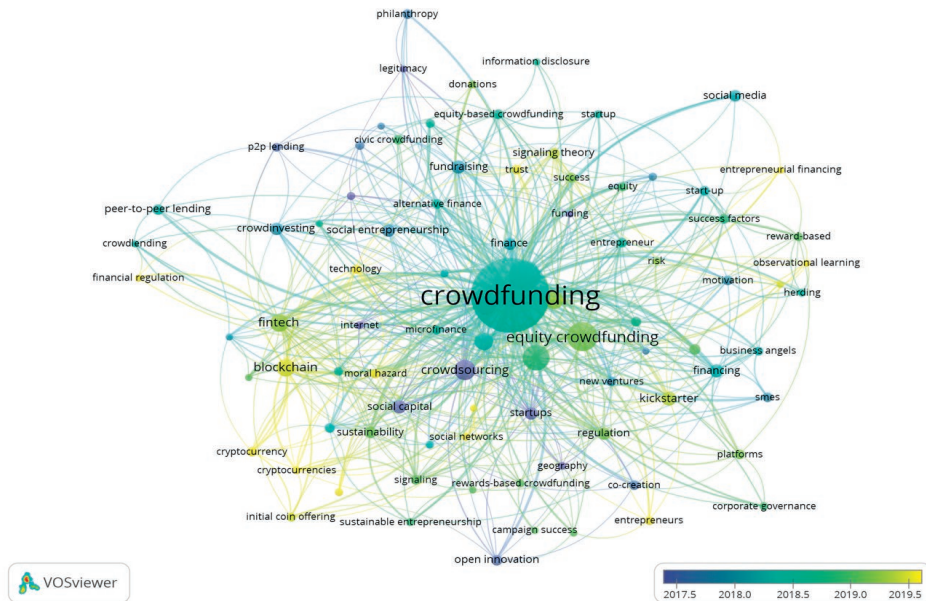 philanthropy
legitimacy
information disclosure
donations
social media
equity-based crowdfunding
startup
civic crowdfunding
p2p lending
signaling theory
fundraising
trust
entrepreneurial financing
success
equity
start-up
peer-to-peer lending
alternative finance
funding
success factors
crowdinvesting
social entrepreneurship
reward-based
crowdlending
finance
entrepreneur
risk
observational learning
financial regulation
technology
motivation
herding
crowdfunding
fintech
internet
microfinance
equity crowdfunding
business angels
blockchain
moral hazard
crowdsourcing
new ventures
financing
kickstarter
smes
social capital
startups
sustainability
social networks
regulation
cryptocurrency
platforms
cryptocurrencies
geography
signaling
rewards-based crowdfunding
co-creation
corporate governance
initial coin offering
sustainable entrepreneurship
entrepreneurs
campaign success
open innovation
VOSviewer
2017.5 2018.0 2018.5 2019.0 2019.5